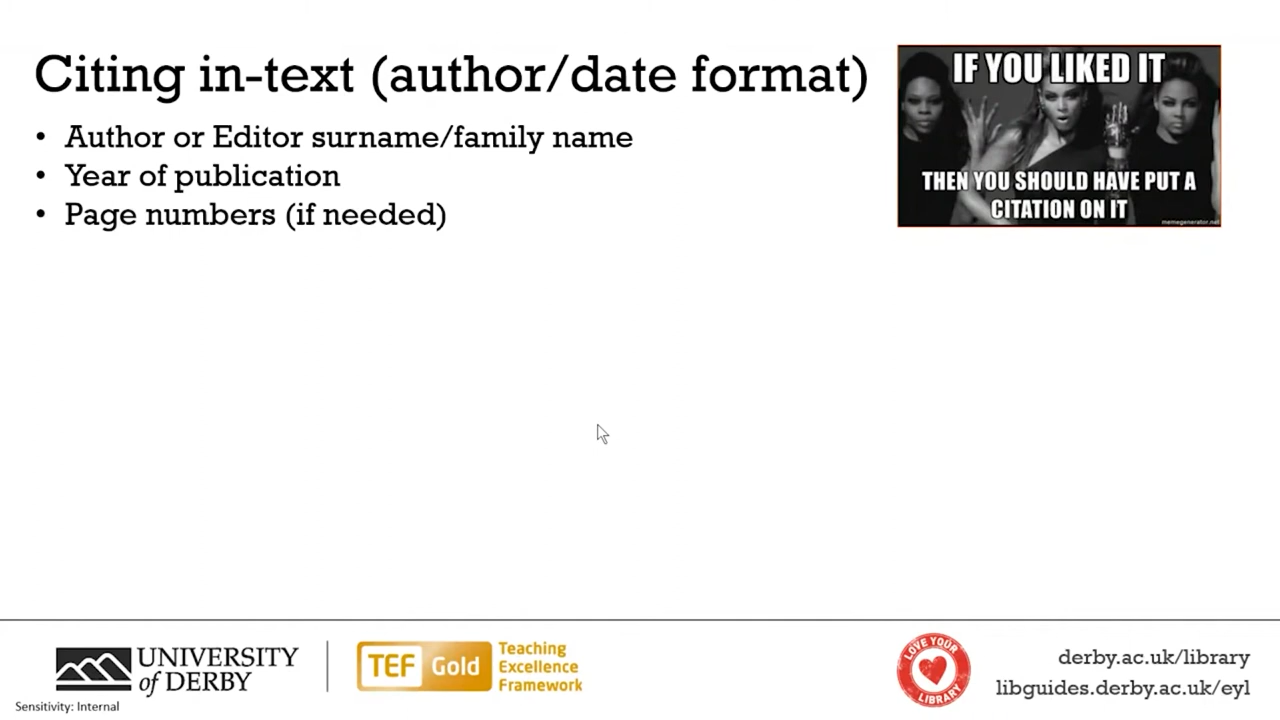 Citing in-text (author/date format)
• Author or Editor surname/family name
• Year of publication
• Page numbers (if needed)
IF YOU LIKED IT
THEN YOU SHOULD HAVE PUT A
CITATION ON IT
memegenerator.net
UNIVERSITY
of DERBY
TEF Gold
Teaching
Excellence
Framework
LOVE YOUR
LIBRARY
derby.ac.uk/library
libguides.derby.ac.uk/eyl
Sensitivity: Internal